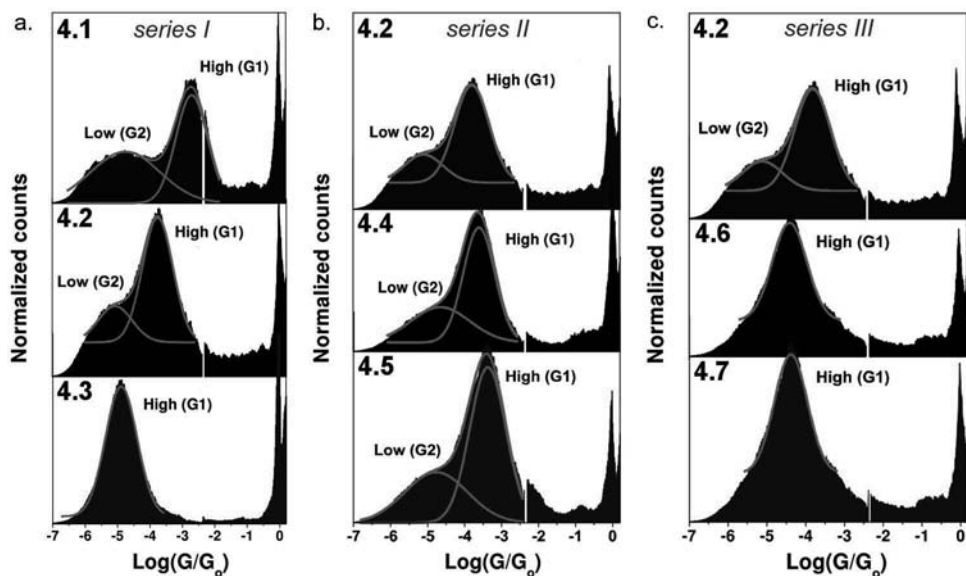 a.
4.1 series I
High (G1)
Low (G2)
4.2
High (G1)
Low (G2)
4.3
High (G1)
Normalized counts
-7 -6 -5 -4 -3 -2 -1 0
Log(G/Go)
b.
4.2 series II
High (G1)
Low (G2)
4.4
High (G1)
Low (G2)
4.5
High (G1)
Low (G2)
Normalized counts
-7 -6 -5 -4 -3 -2 -1 0
Log(G/Go)
c.
4.2 series III
High (G1)
Low (G2)
4.6
High (G1)
4.7
High (G1)
Normalized counts
-7 -6 -5 -4 -3 -2 -1 0
Log(G/Go)